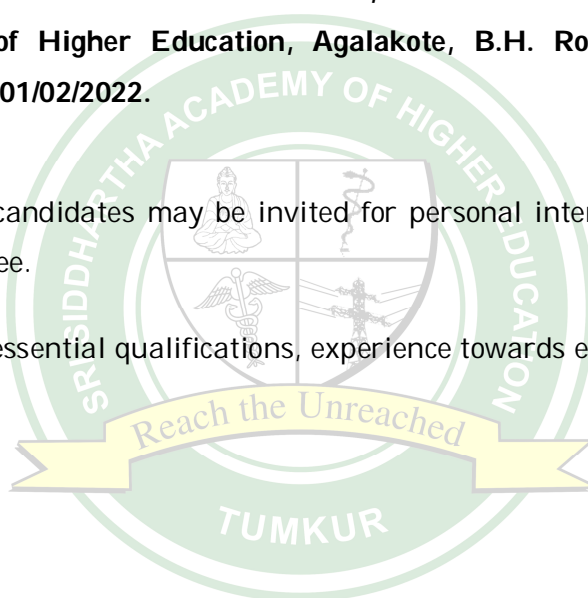 of Higher Education, Agalakote, B.H. Ro
01/02/2022.
candidates may be invited for personal inter
ee.
essential qualifications, experience towards e
SRI SIDDHARTHA ACADEMY OF HIGHER EDUCATION
Reach the Unreached
TUMKUR